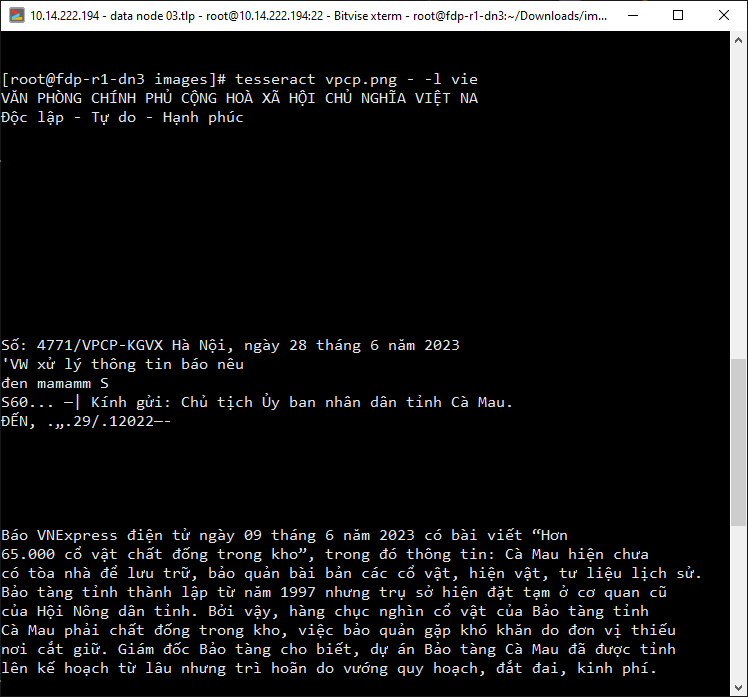 10.14.222.194 - data node 03.tlp - root@10.14.222.194:22 - Bitvise xterm - root@fdp-r1-dn3:~/Downloads/im...
[root@fdp-r1-dn3 images]# tesseract vpcp.png - -l vie
VĂN PHÒNG CHÍNH PHỦ CỘNG HOÀ XÃ HỘI CHỦ NGHĨA VIỆT NA
Độc lập - Tự do - Hạnh phúc
Số: 4771/VPCP-KGVX Hà Nội, ngày 28 tháng 6 năm 2023
'VW xử lý thông tin báo nêu
đen mamamm S
S60... —| Kính gửi: Chủ tịch Ủy ban nhân dân tỉnh Cà Mau.
ĐẾN, .„.29/.12022—-
Báo VNExpress điện tử ngày 09 tháng 6 năm 2023 có bài viết “Hơn
65.000 cổ vật chất đống trong kho”, trong đó thông tin: Cà Mau hiện chưa
có tòa nhà để lưu trữ, bảo quản bài bản các cổ vật, hiện vật, tư liệu lịch sử.
Bảo tàng tỉnh thành lập từ năm 1997 nhưng trụ sở hiện đặt tạm ở cơ quan cũ
của Hội Nông dân tỉnh. Bởi vậy, hàng chục nghìn cổ vật của Bảo tàng tỉnh
Cà Mau phải chất đống trong kho, việc bảo quản gặp khó khăn do đơn vị thiếu
nơi cất giữ. Giám đốc Bảo tàng cho biết, dự án Bảo tàng Cà Mau đã được tỉnh
lên kế hoạch từ lâu nhưng trì hoãn do vướng quy hoạch, đất đai, kinh phí.